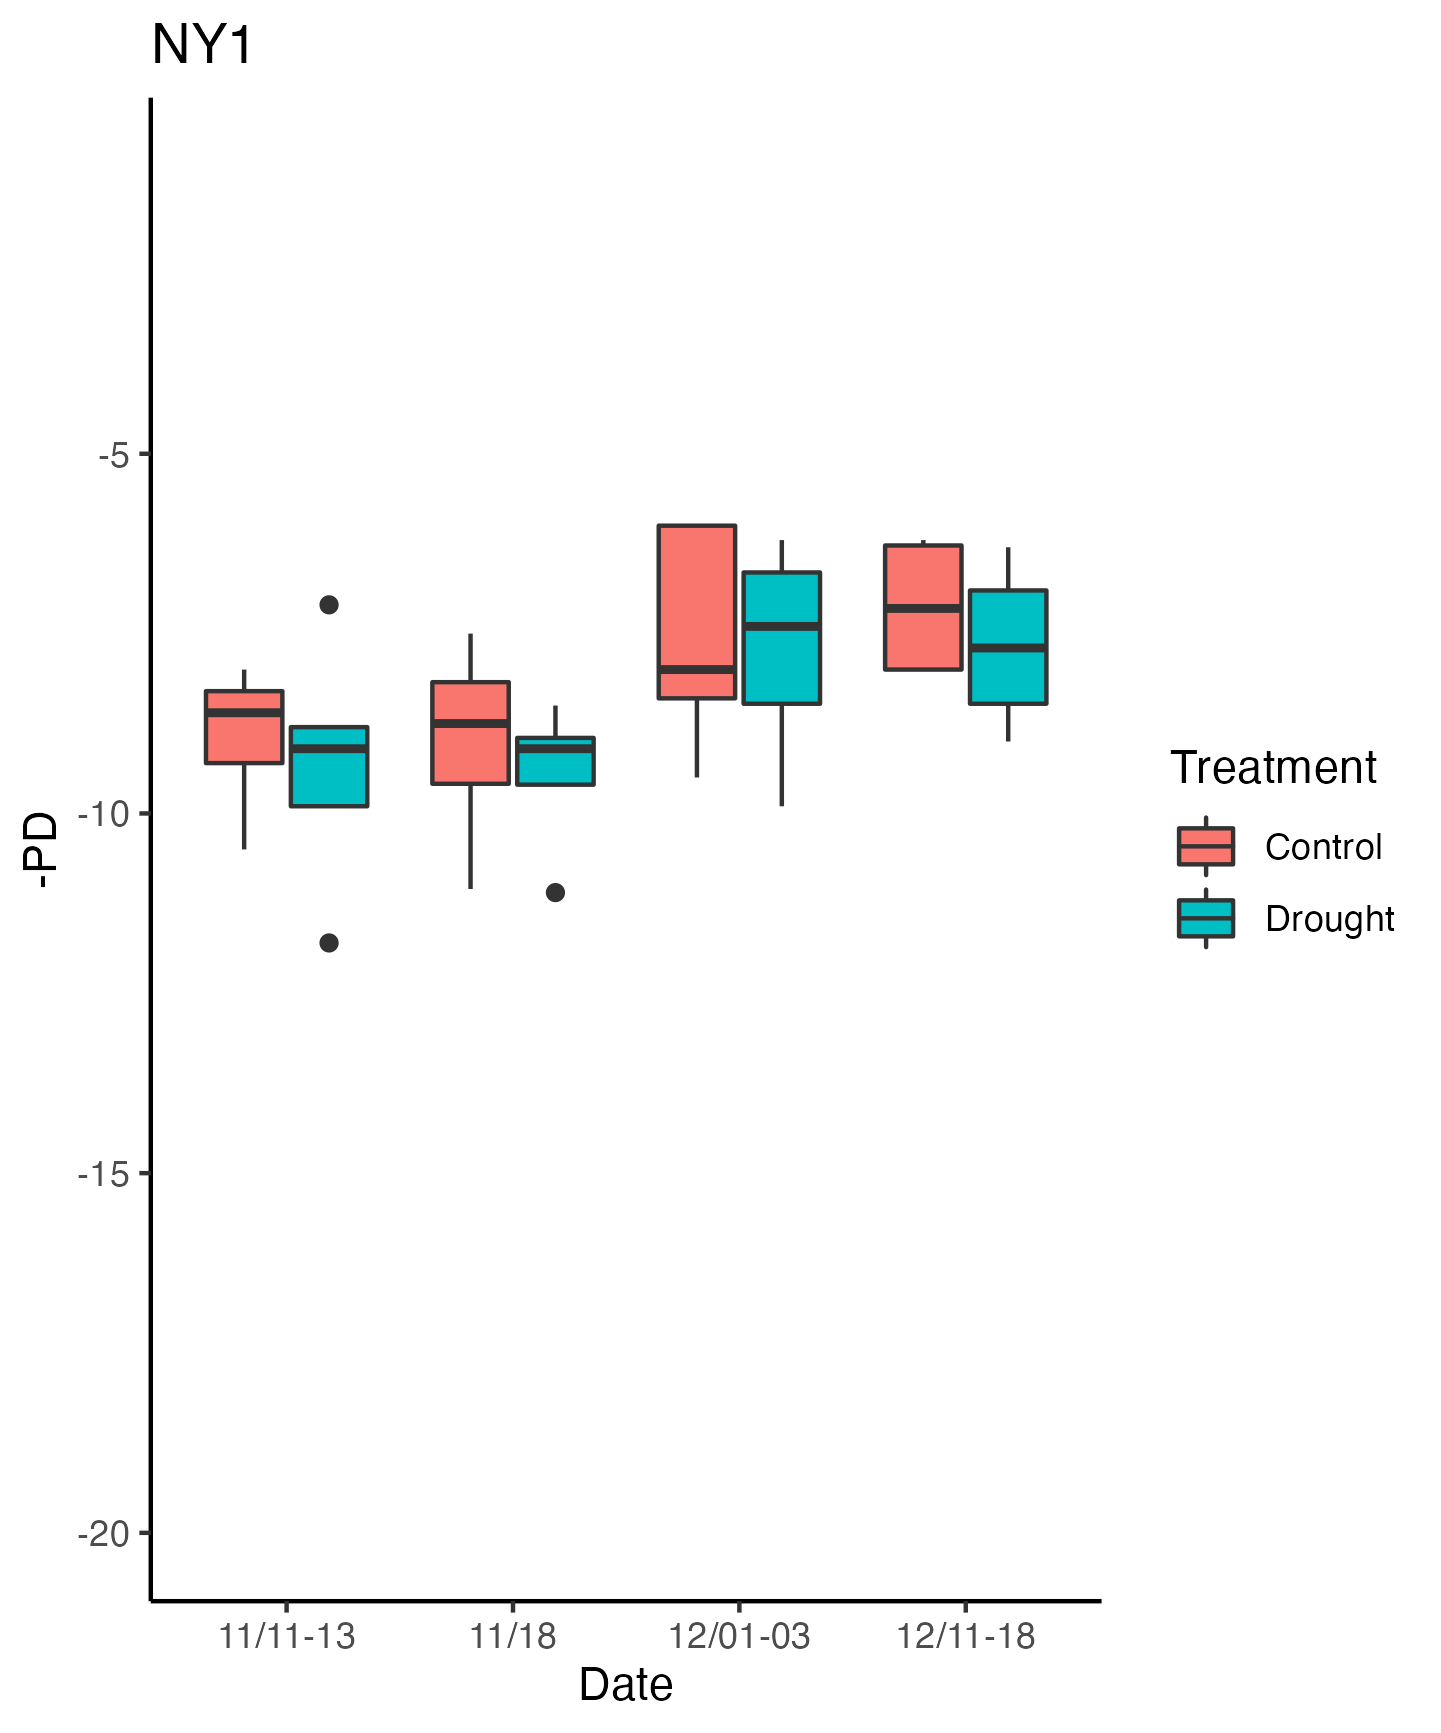 NY1
-5
-10
-15
-20
-PD
11/11-13
11/18
12/01-03
12/11-18
Date
Treatment
Control
Drought